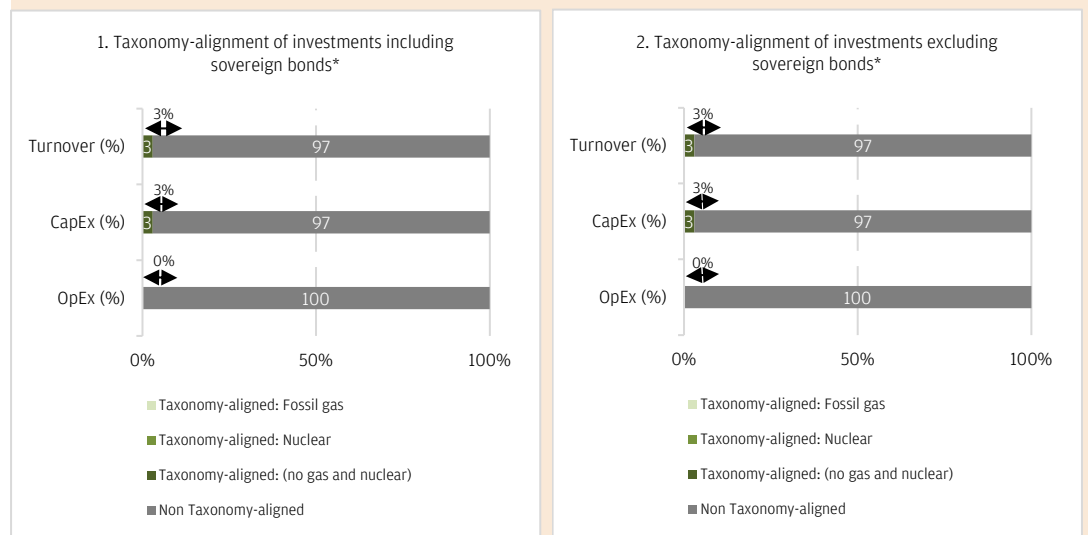 1. Taxonomy-alignment of investments including
sovereign bonds*
3%
Turnover (%)
3
97
3%
CapEx (%)
3
97
0%
OpEx (%)
100
0%
50%
100%
Taxonomy-aligned: Fossil gas
Taxonomy-aligned: Nuclear
Taxonomy-aligned: (no gas and nuclear)
Non Taxonomy-aligned
2. Taxonomy-alignment of investments excluding
sovereign bonds*
3%
Turnover (%)
3
97
3%
CapEx (%)
3
97
0%
OpEx (%)
100
0%
50%
100%
Taxonomy-aligned: Fossil gas
Taxonomy-aligned: Nuclear
Taxonomy-aligned: (no gas and nuclear)
Non Taxonomy-aligned